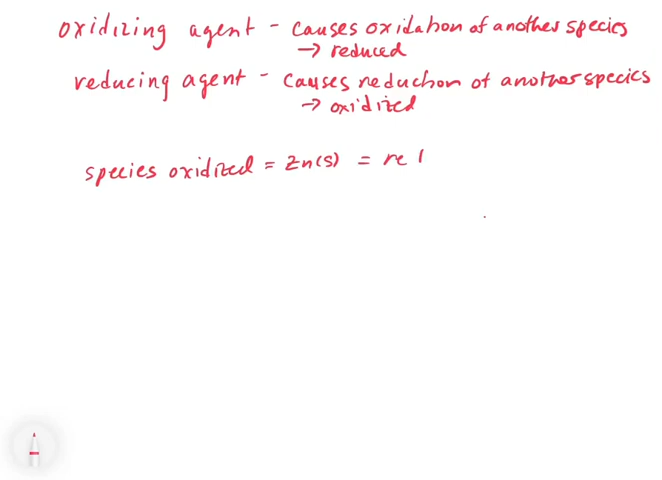 oxidizing agent - causes oxidation of another species
→ reduced
reducing agent - causes reduction of another species
→ oxidized
species oxidized = Zn(s) = re